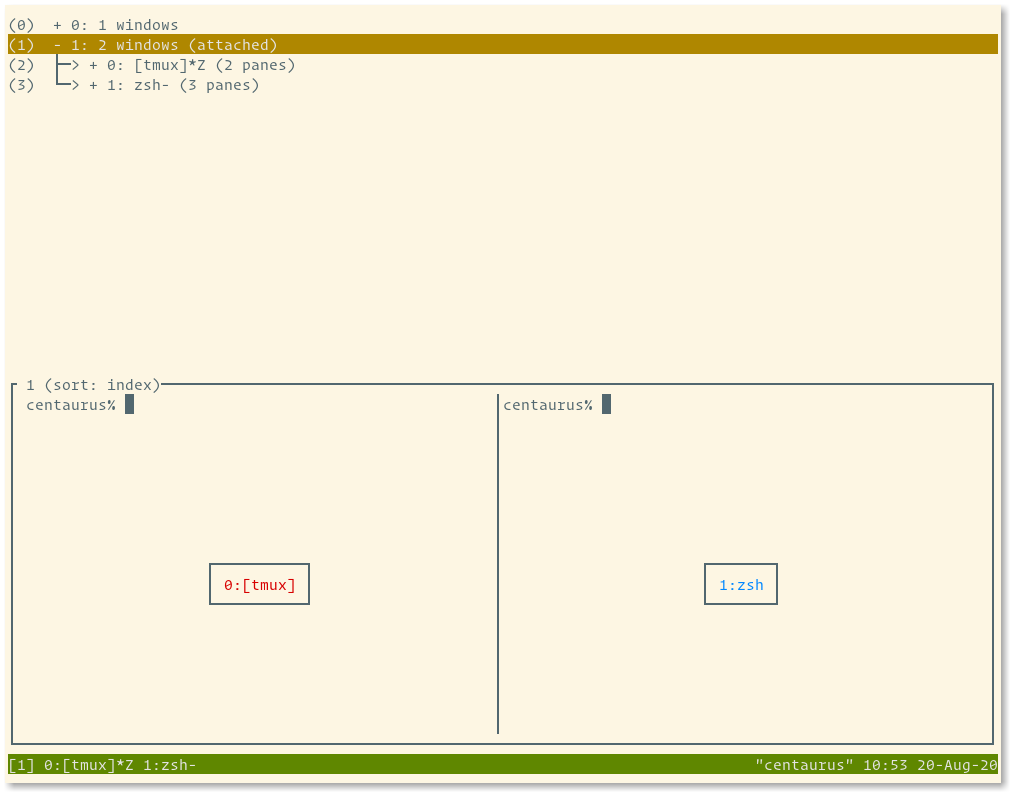 (0)  + 0: 1 windows
(1)  - 1: 2 windows (attached)
(2)  ├─> + 0: [tmux]*Z (2 panes)
(3)  └─> + 1: zsh- (3 panes)
1 (sort: index)
centaurus% centaurus%
0:[tmux] 1:zsh
[1] 0:[tmux]*Z 1:zsh- "centaurus" 10:53 20-Aug-20